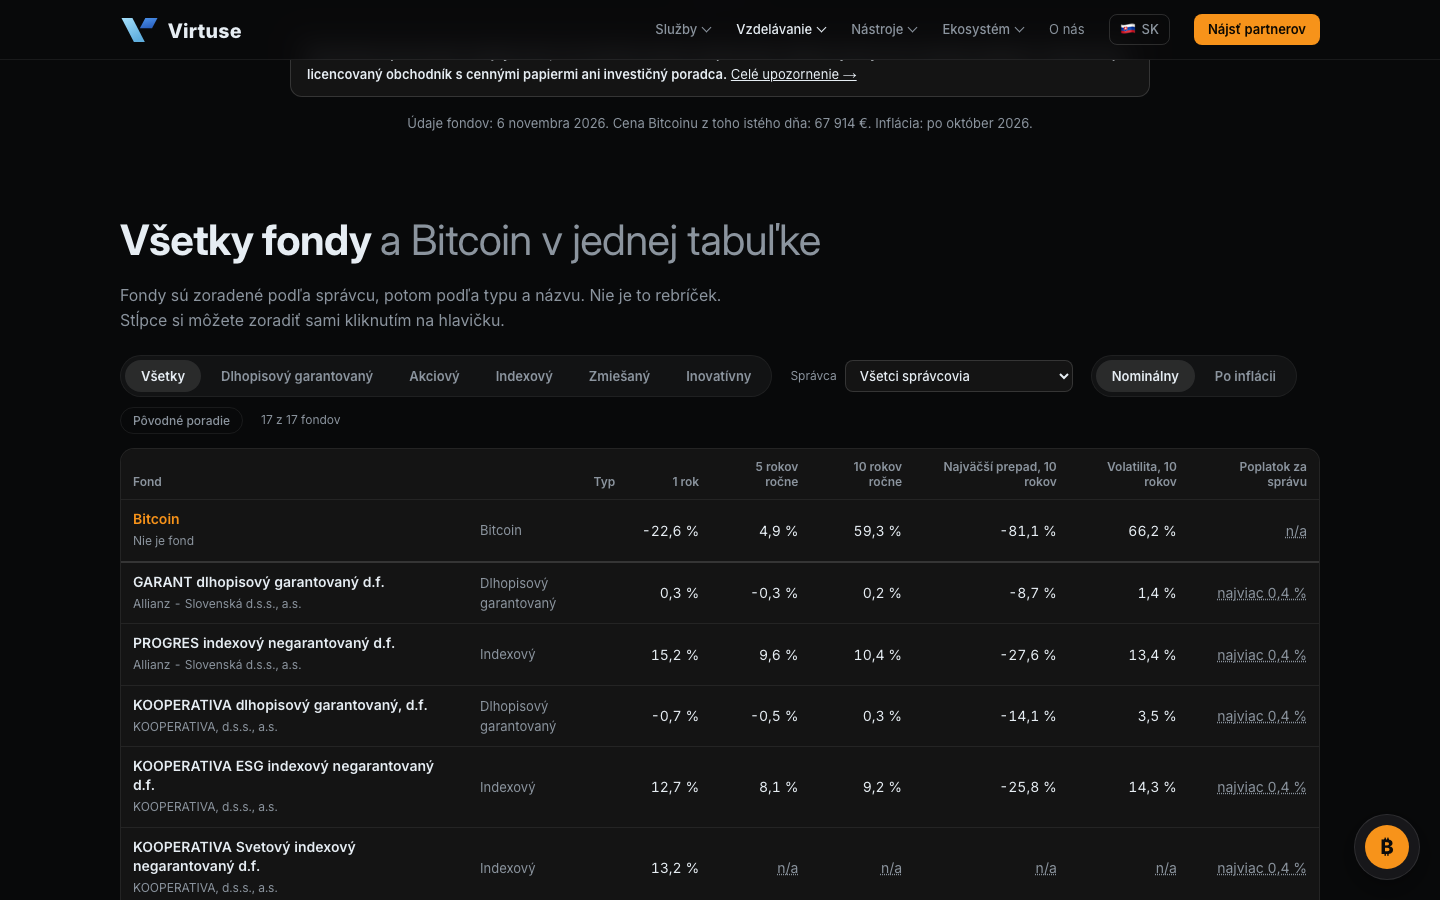 Virtuse
Služby
Vzdelávanie
Nástroje
Ekosystém
O nás
SK
Nájsť partnerov
licencovaný obchodník s cennými papiermi ani investičný poradca. Celé upozornenie →
Údaje fondov: 6 novembra 2026. Cena Bitcoinu z toho istého dňa: 67 914 €. Inflácia: po október 2026.
Všetky fondy a Bitcoin v jednej tabuľke
Fondy sú zoradené podľa správcu, potom podľa typu a názvu. Nie je to rebríček.
Stĺpce si môžete zoradiť sami kliknutím na hlavičku.
Všetky
Dlhopisový garantovaný
Akciový
Indexový
Zmiešaný
Inovatívny
Správca
Všetci správcovia
Nominálny
Po inflácii
Pôvodné poradie
17 z 17 fondov
Fond
Typ
1 rok
5 rokov ročne
10 rokov ročne
Najväčší prepad, 10 rokov
Volatilita, 10 rokov
Poplatok za správu
Bitcoin
Nie je fond
Bitcoin
-22,6 %
4,9 %
59,3 %
-81,1 %
66,2 %
n/a
GARANT dlhopisový garantovaný d.f.
Allianz - Slovenská d.s.s., a.s.
Dlhopisový garantovaný
0,3 %
-0,3 %
0,2 %
-8,7 %
1,4 %
najviac 0,4 %
PROGRES indexový negarantovaný d.f.
Allianz - Slovenská d.s.s., a.s.
Indexový
15,2 %
9,6 %
10,4 %
-27,6 %
13,4 %
najviac 0,4 %
KOOPERATIVA dlhopisový garantovaný, d.f.
KOOPERATIVA, d.s.s., a.s.
Dlhopisový garantovaný
-0,7 %
-0,5 %
0,3 %
-14,1 %
3,5 %
najviac 0,4 %
KOOPERATIVA ESG indexový negarantovaný d.f.
KOOPERATIVA, d.s.s., a.s.
Indexový
12,7 %
8,1 %
9,2 %
-25,8 %
14,3 %
najviac 0,4 %
KOOPERATIVA Svetový indexový negarantovaný d.f.
KOOPERATIVA, d.s.s., a.s.
Indexový
13,2 %
n/a
n/a
n/a
n/a
najviac 0,4 %